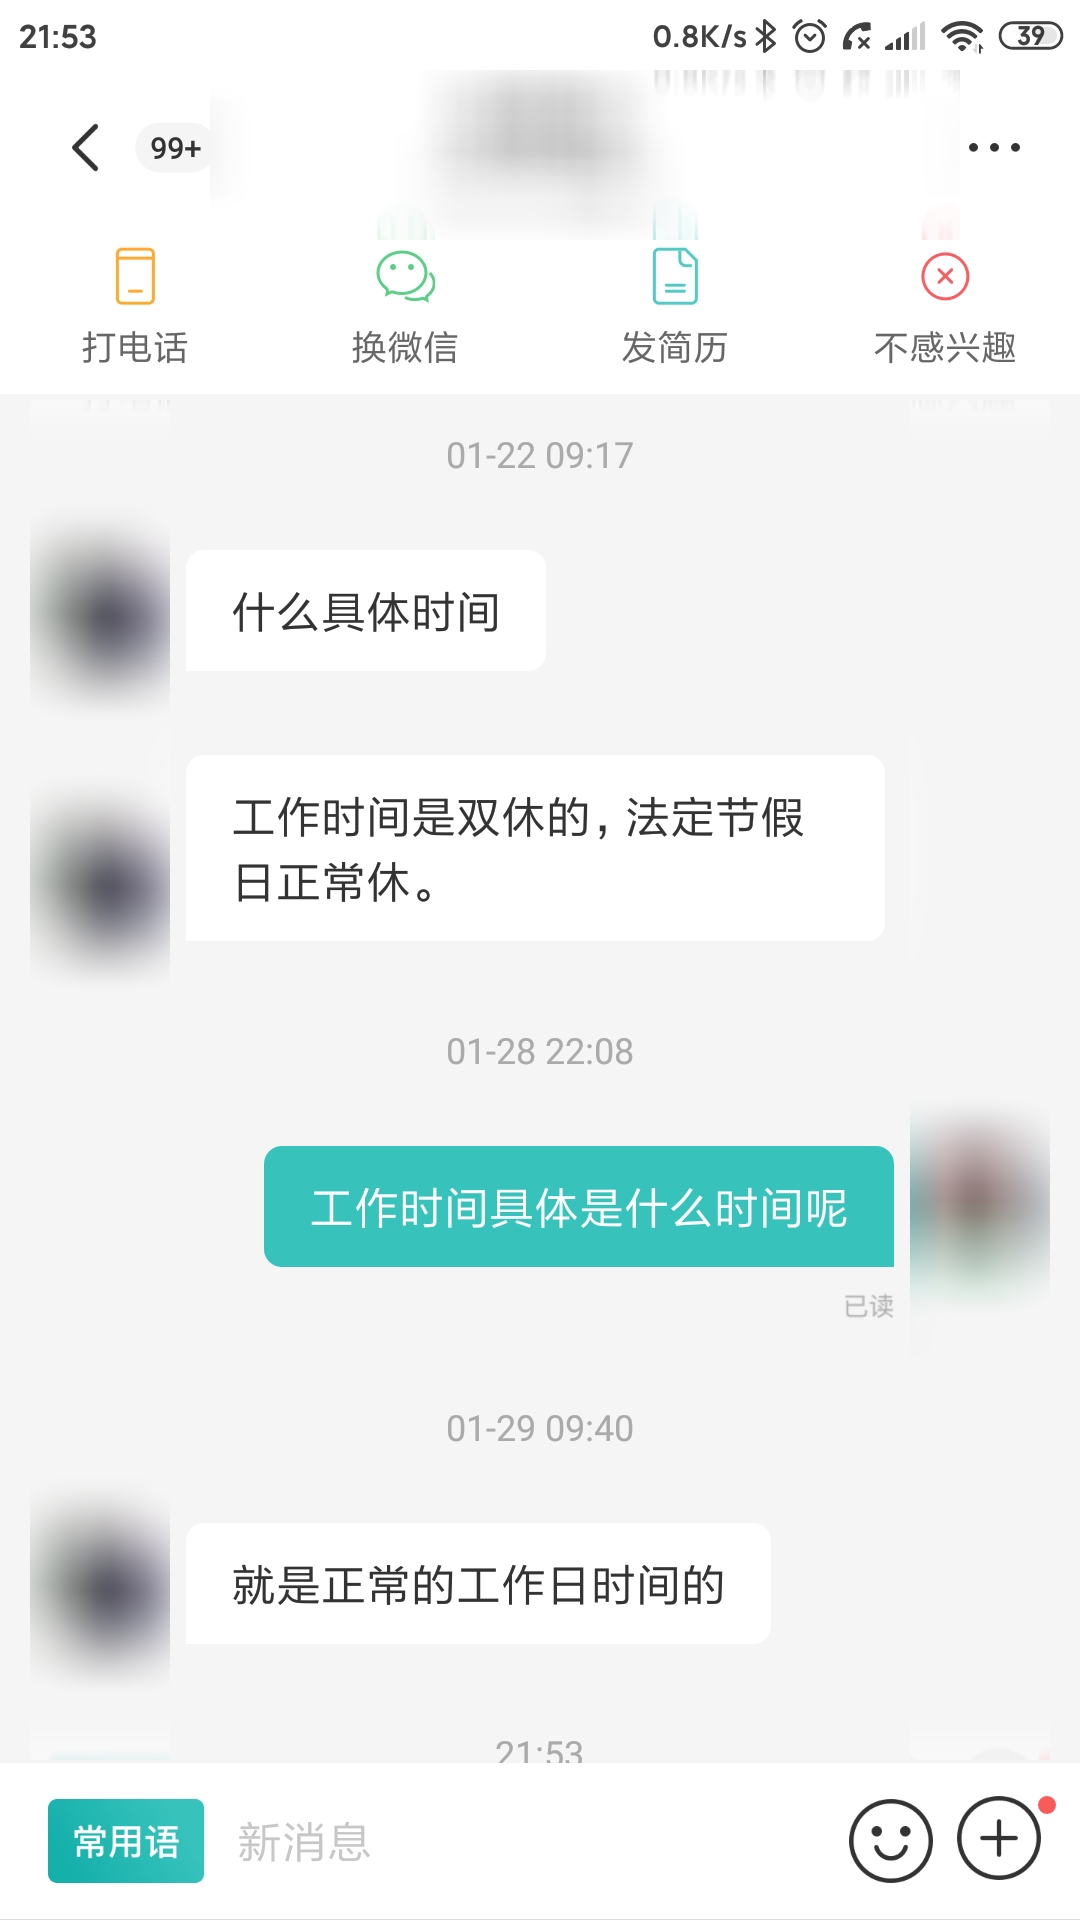 21:53
0.8K/s
39
99+
打电话
换微信
发简历
不感兴趣
01-22 09:17
什么具体时间
工作时间是双休的，法定节假
日正常休。
01-28 22:08
工作时间具体是什么时间呢
已读
01-29 09:40
就是正常的工作日时间的
21:53
常用语
新消息